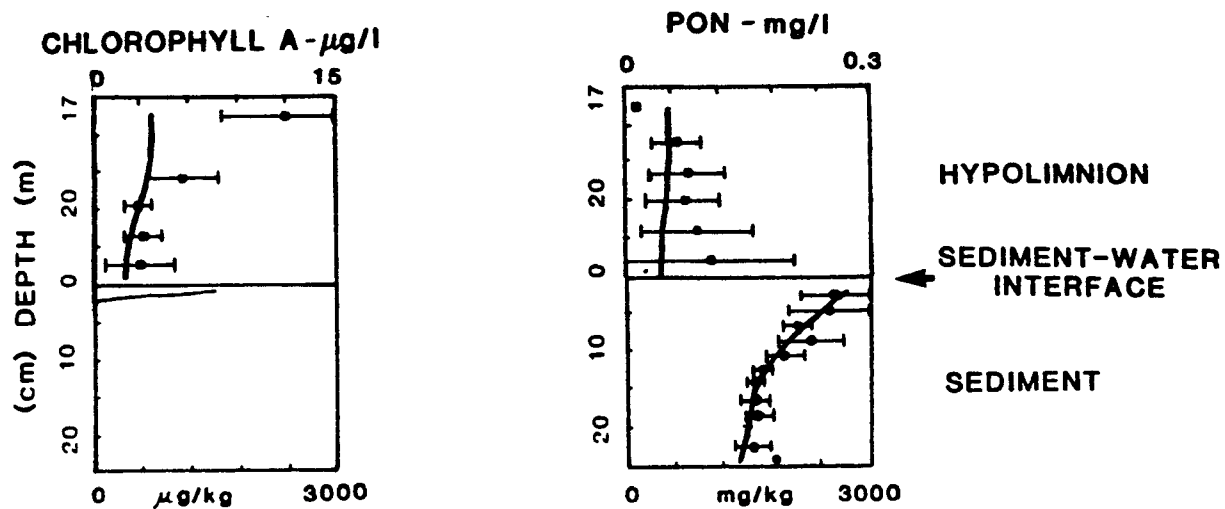 CHLOROPHYLL A-μg/l
0 15
(cm) DEPTH (m)
17
20
0
10
20
0 μg/kg 3000
PON - mg/l
0 0.3
17
20
0
10
20
0 mg/kg 3000
HYPOLIMNION
SEDIMENT-WATER
INTERFACE
SEDIMENT